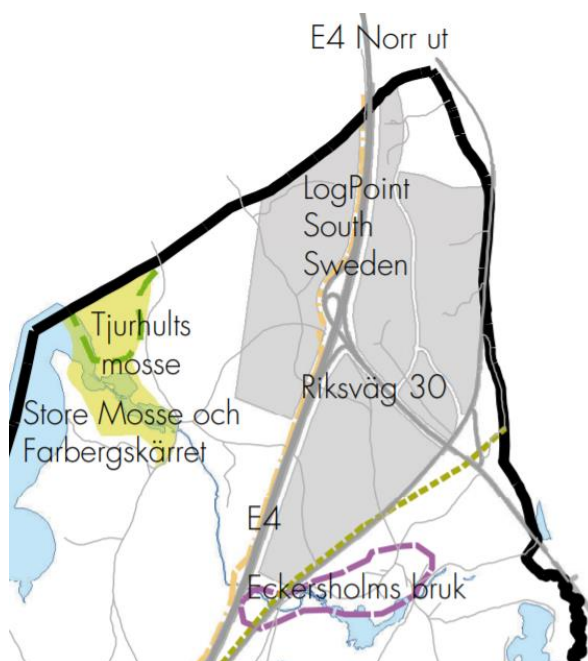 E4 Norr ut
LogPoint
South
Sweden
Tjurhults
mosse
Riksväg 30
Store Mosse och
Farbergskärret
E4
Eckersholms bruk